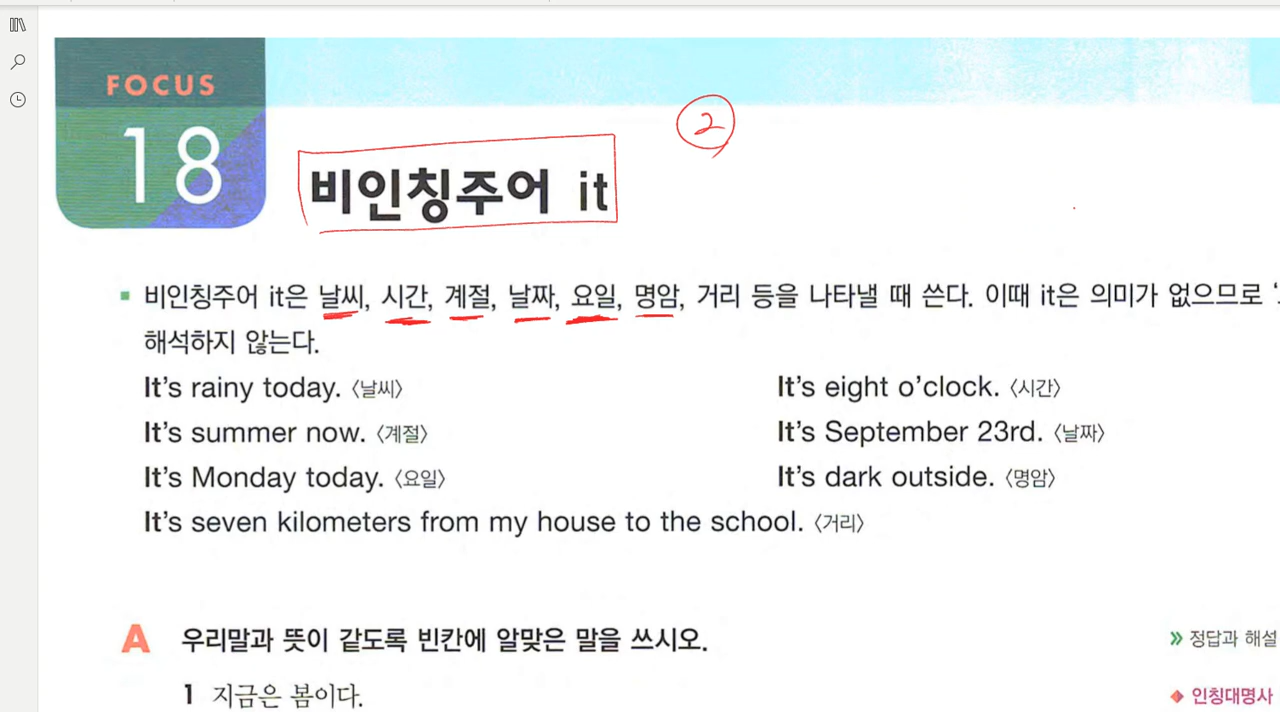 FOCUS
18
②
비인칭주어 it
비인칭주어 it은 날씨, 시간, 계절, 날짜, 요일, 명암, 거리 등을 나타낼 때 쓴다. 이때 it은 의미가 없으므로
해석하지 않는다.
It's rainy today. 〈날씨〉
It's eight o'clock. 〈시간〉
It's summer now. 〈계절〉
It's September 23rd. 〈날짜〉
It's Monday today. 〈요일〉
It's dark outside. 〈명암〉
It's seven kilometers from my house to the school. 〈거리〉
A 우리말과 뜻이 같도록 빈칸에 알맞은 말을 쓰시오.
» 정답과 해설
1 지금은 봄이다.
인칭대명사